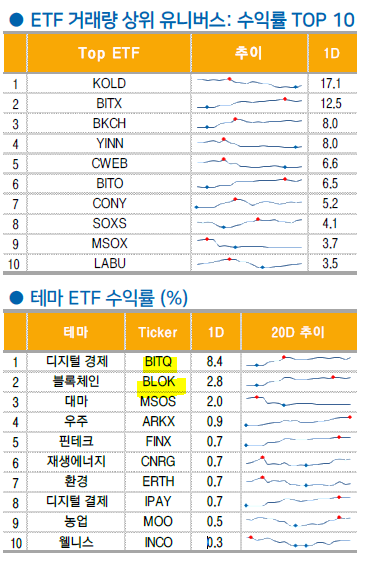 ● ETF 거래량 상위 유니버스: 수익률 TOP 10
Top ETF 추이 1D
1 KOLD 17.1
2 BITX 12.5
3 BKCH 8.0
4 YINN 8.0
5 CWEB 6.6
6 BITO 6.5
7 CONY 5.2
8 SOXS 4.1
9 MSOX 3.7
10 LABU 3.5
● 테마 ETF 수익률 (%)
테마 Ticker 1D 20D 추이
1 디지털 경제 BITQ 8.4
2 블록체인 BLOK 2.8
3 대마 MSOS 2.0
4 우주 ARKX 0.9
5 핀테크 FINX 0.7
6 재생에너지 CNRG 0.7
7 환경 ERTH 0.7
8 디지털 결제 IPAY 0.7
9 농업 MOO 0.5
10 웰니스 INCO 0.3